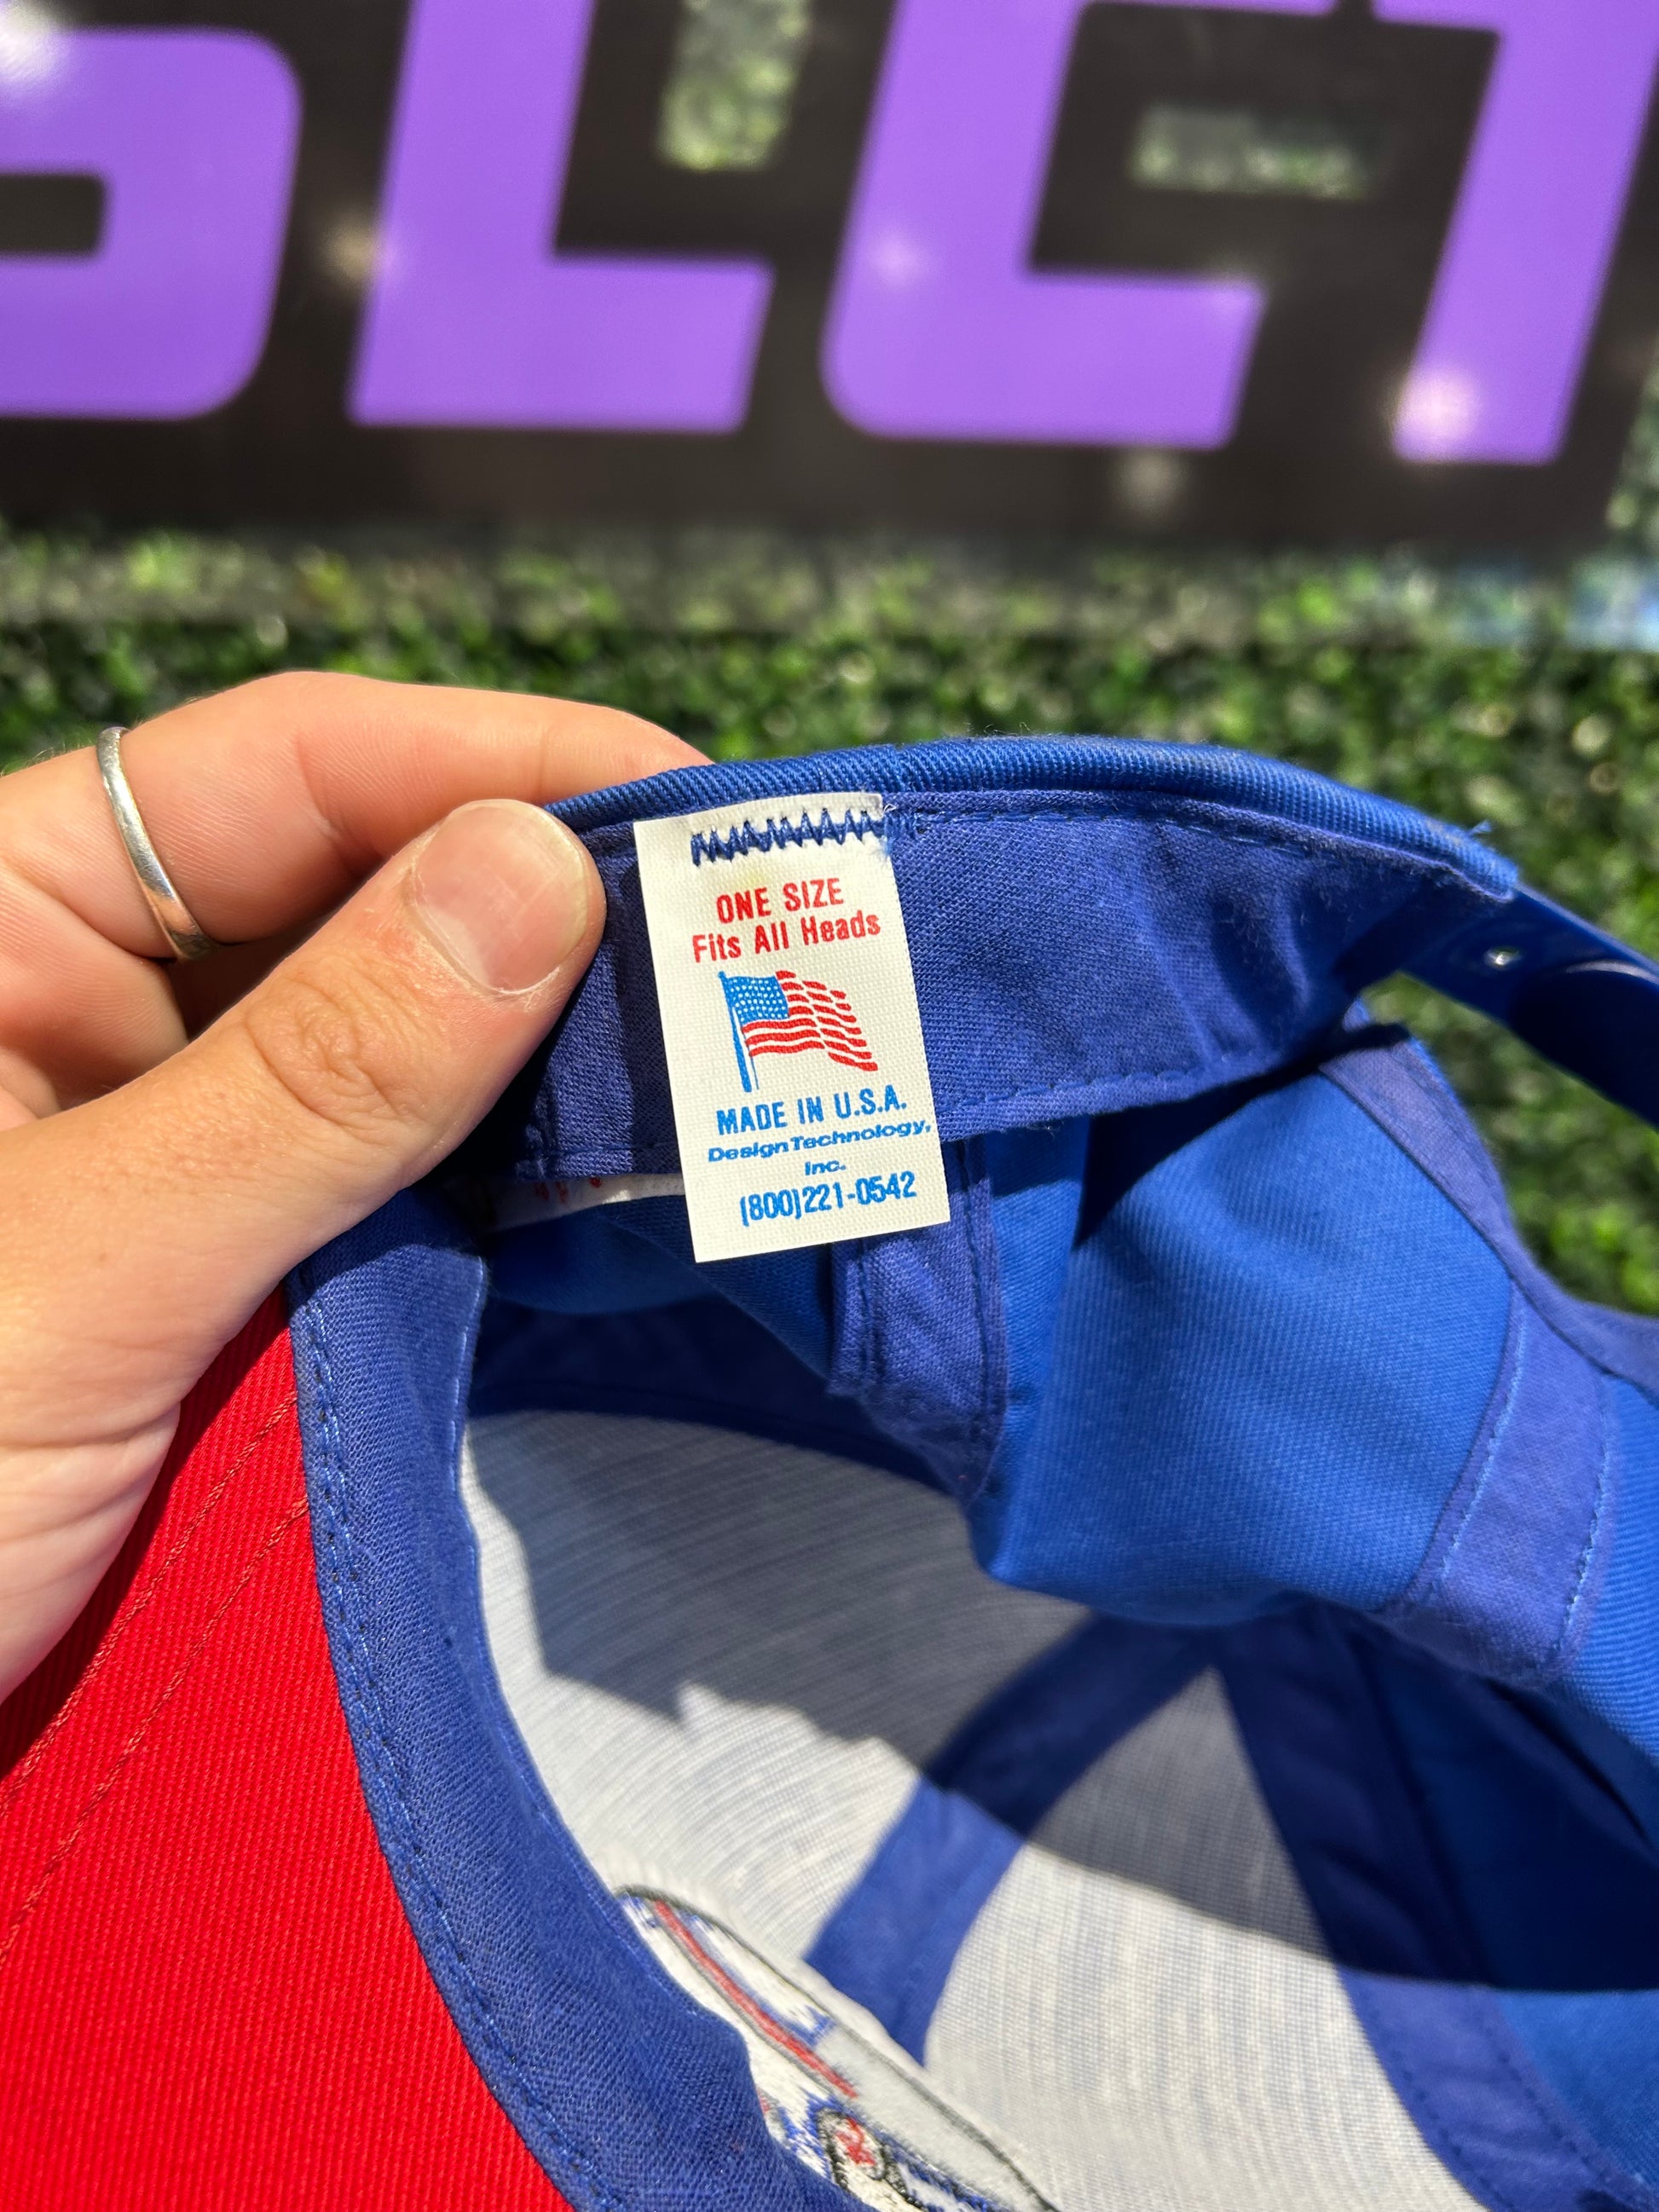 ONE SIZE
Fits All Heads
MADE IN U.S.A.
Design Technology,
Inc.
(800)221-0542